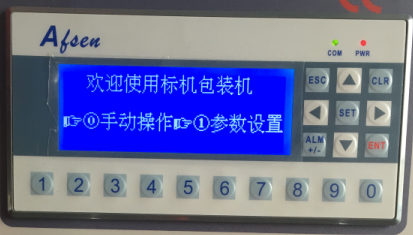 Afsen
COM PWR
欢迎使用标机包装机
☞⓪手动操作☞①参数设置
ESC CLR
SET
ALM +/- ENT
1 2 3 4 5 6 7 8 9 0